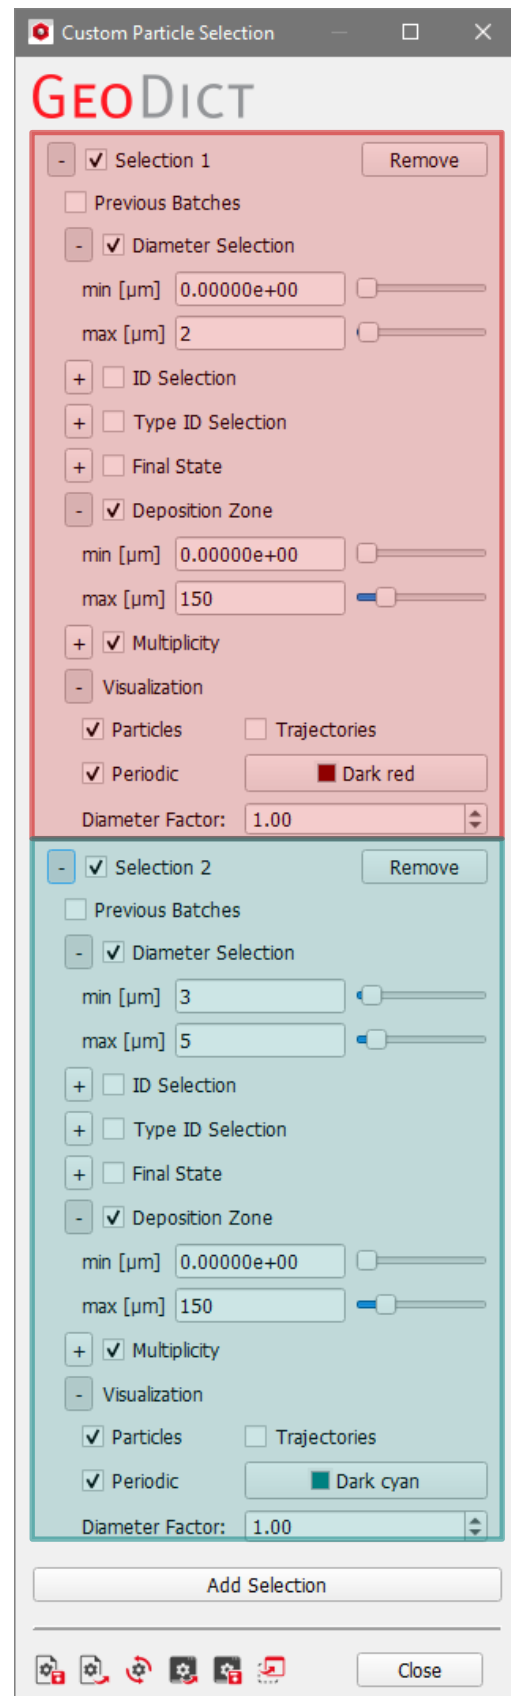 Custom Particle Selection
GEODICT
- Selection 1 Remove
Previous Batches
- Diameter Selection
min [µm] 0.00000e+00
max [µm] 2
+ ID Selection
+ Type ID Selection
+ Final State
- Deposition Zone
min [µm] 0.00000e+00
max [µm] 150
+ Multiplicity
- Visualization
Particles Trajectories
Periodic Dark red
Diameter Factor: 1.00
- Selection 2 Remove
Previous Batches
- Diameter Selection
min [µm] 3
max [µm] 5
+ ID Selection
+ Type ID Selection
+ Final State
- Deposition Zone
min [µm] 0.00000e+00
max [µm] 150
+ Multiplicity
- Visualization
Particles Trajectories
Periodic Dark cyan
Diameter Factor: 1.00
Add Selection
Close